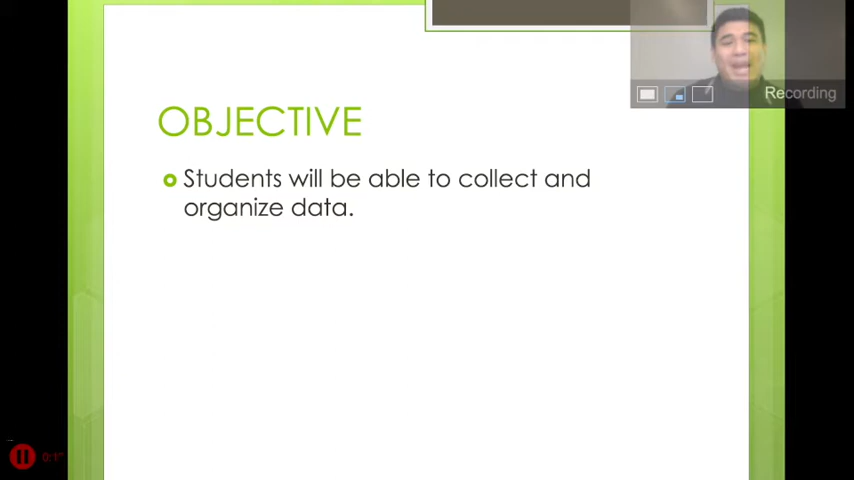 Recording
OBJECTIVE
Students will be able to collect and
organize data.